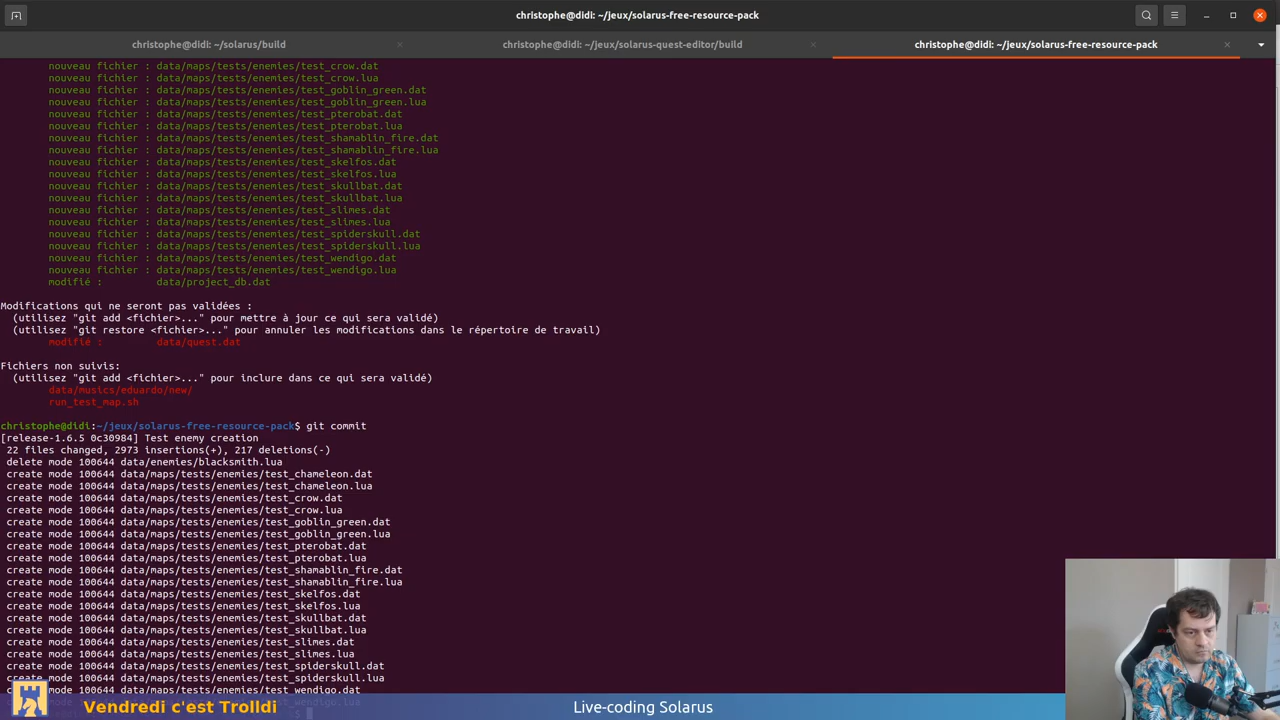 christophe@didi: ~/jeux/solarus-free-resource-pack
christophe@didi: ~/solarus/build
christophe@didi: ~/jeux/solarus-quest-editor/build
christophe@didi: ~/jeux/solarus-free-resource-pack
nouveau fichier : data/maps/tests/enemies/test_crow.dat
nouveau fichier : data/maps/tests/enemies/test_crow.lua
nouveau fichier : data/maps/tests/enemies/test_goblin_green.dat
nouveau fichier : data/maps/tests/enemies/test_goblin_green.lua
nouveau fichier : data/maps/tests/enemies/test_pterobat.dat
nouveau fichier : data/maps/tests/enemies/test_pterobat.lua
nouveau fichier : data/maps/tests/enemies/test_shamablin_fire.dat
nouveau fichier : data/maps/tests/enemies/test_shamablin_fire.lua
nouveau fichier : data/maps/tests/enemies/test_skelfos.dat
nouveau fichier : data/maps/tests/enemies/test_skelfos.lua
nouveau fichier : data/maps/tests/enemies/test_skullbat.dat
nouveau fichier : data/maps/tests/enemies/test_skullbat.lua
nouveau fichier : data/maps/tests/enemies/test_slimes.dat
nouveau fichier : data/maps/tests/enemies/test_slimes.lua
nouveau fichier : data/maps/tests/enemies/test_spiderskull.dat
nouveau fichier : data/maps/tests/enemies/test_spiderskull.lua
nouveau fichier : data/maps/tests/enemies/test_wendigo.dat
nouveau fichier : data/maps/tests/enemies/test_wendigo.lua
modifié :         data/project_db.dat
Modifications qui ne seront pas validées :
(utilisez "git add <fichier>..." pour mettre à jour ce qui sera validé)
(utilisez "git restore <fichier>..." pour annuler les modifications dans le répertoire de travail)
modifié :         data/quest.dat
Fichiers non suivis:
(utilisez "git add <fichier>..." pour inclure dans ce qui sera validé)
data/musics/eduardo/new/
run_test_map.sh
christophe@didi:~/jeux/solarus-free-resource-pack$ git commit
[release-1.6.5 0c30984] Test enemy creation
22 files changed, 2973 insertions(+), 217 deletions(-)
delete mode 100644 data/enemies/blacksmith.lua
create mode 100644 data/maps/tests/enemies/test_chameleon.dat
create mode 100644 data/maps/tests/enemies/test_chameleon.lua
create mode 100644 data/maps/tests/enemies/test_crow.dat
create mode 100644 data/maps/tests/enemies/test_crow.lua
create mode 100644 data/maps/tests/enemies/test_goblin_green.dat
create mode 100644 data/maps/tests/enemies/test_goblin_green.lua
create mode 100644 data/maps/tests/enemies/test_pterobat.dat
create mode 100644 data/maps/tests/enemies/test_pterobat.lua
create mode 100644 data/maps/tests/enemies/test_shamablin_fire.dat
create mode 100644 data/maps/tests/enemies/test_shamablin_fire.lua
create mode 100644 data/maps/tests/enemies/test_skelfos.dat
create mode 100644 data/maps/tests/enemies/test_skelfos.lua
create mode 100644 data/maps/tests/enemies/test_skullbat.dat
create mode 100644 data/maps/tests/enemies/test_skullbat.lua
create mode 100644 data/maps/tests/enemies/test_slimes.dat
create mode 100644 data/maps/tests/enemies/test_slimes.lua
create mode 100644 data/maps/tests/enemies/test_spiderskull.dat
create mode 100644 data/maps/tests/enemies/test_spiderskull.lua
mode 100644 data/maps/tests/enemies/test_wendigo.dat
Vendredi c'est Trolldi
Live-coding Solarus